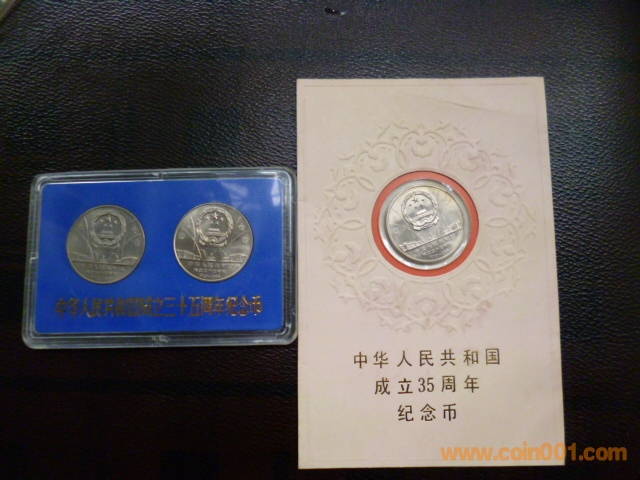 中华人民共和国成立三十五周年纪念币
中华人民共和国
成立35周年
纪念币
www.coin001.com